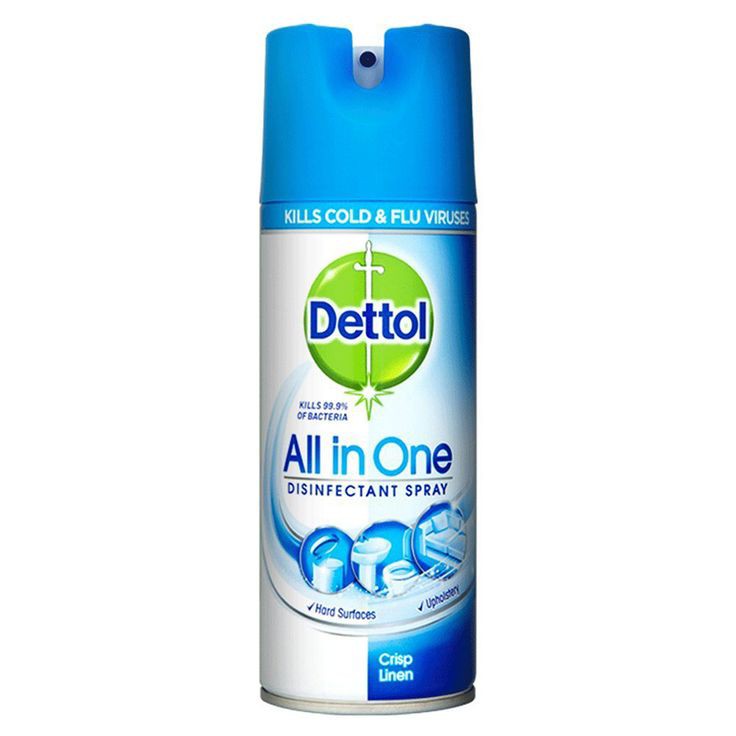 KILLS COLD & FLU VIRUSES
Dettol
KILLS 99.9%
OF BACTERIA
All in One
DISINFECTANT SPRAY
✓ Hard Surfaces
✓ Upholstery
Crisp
Linen